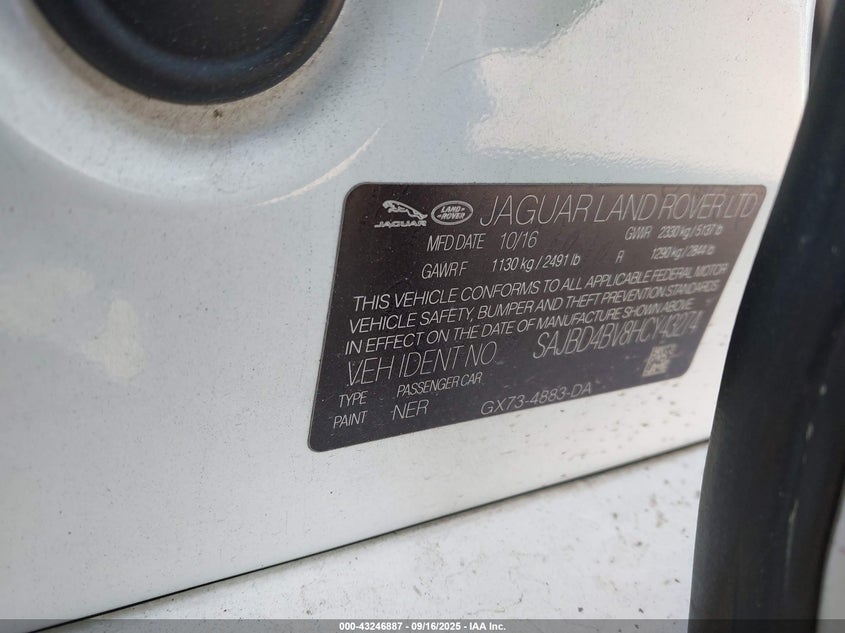 JAGUAR LAND ROVER JAGUAR LAND ROVER LTD
MFD DATE 10/16 GVWR 2330 kg / 5137 lb
GAWR F 1130 kg / 2491 lb R 1290 kg / 2844 lb
THIS VEHICLE CONFORMS TO ALL APPLICABLE FEDERAL MOTOR
VEHICLE SAFETY, BUMPER AND THEFT PREVENTION STANDARDS
IN EFFECT ON THE DATE OF MANUFACTURE SHOWN ABOVE.
VEH IDENT NO SAJBD4BV8HCY43274
TYPE PASSENGER CAR
PAINT NER GX73-4883-DA
000-43246887 - 09/16/2025 - IAA Inc.